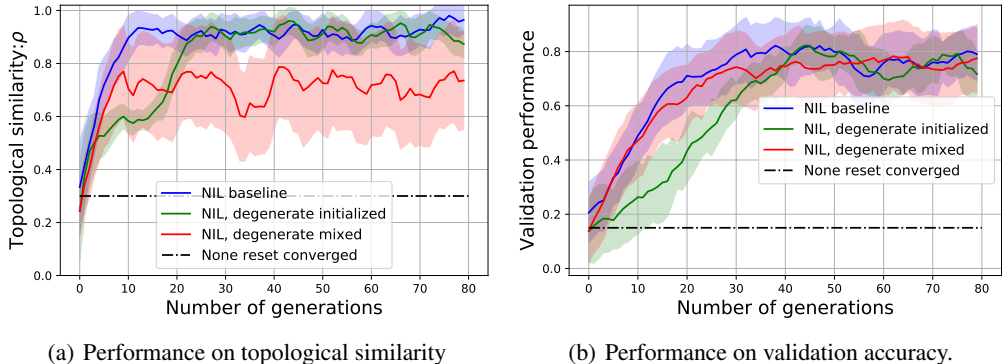 Topological similarity:ρ
1.0
0.8
0.6
0.4
0.2
0.0
NIL baseline
NIL, degenerate initialized
NIL, degenerate mixed
None reset converged
0 10 20 30 40 50 60 70 80
Number of generations
(a) Performance on topological similarity
Validation performance
0.8
0.6
0.4
0.2
0.0
NIL baseline
NIL, degenerate initialized
NIL, degenerate mixed
None reset converged
0 10 20 30 40 50 60 70 80
Number of generations
(b) Performance on validation accuracy.